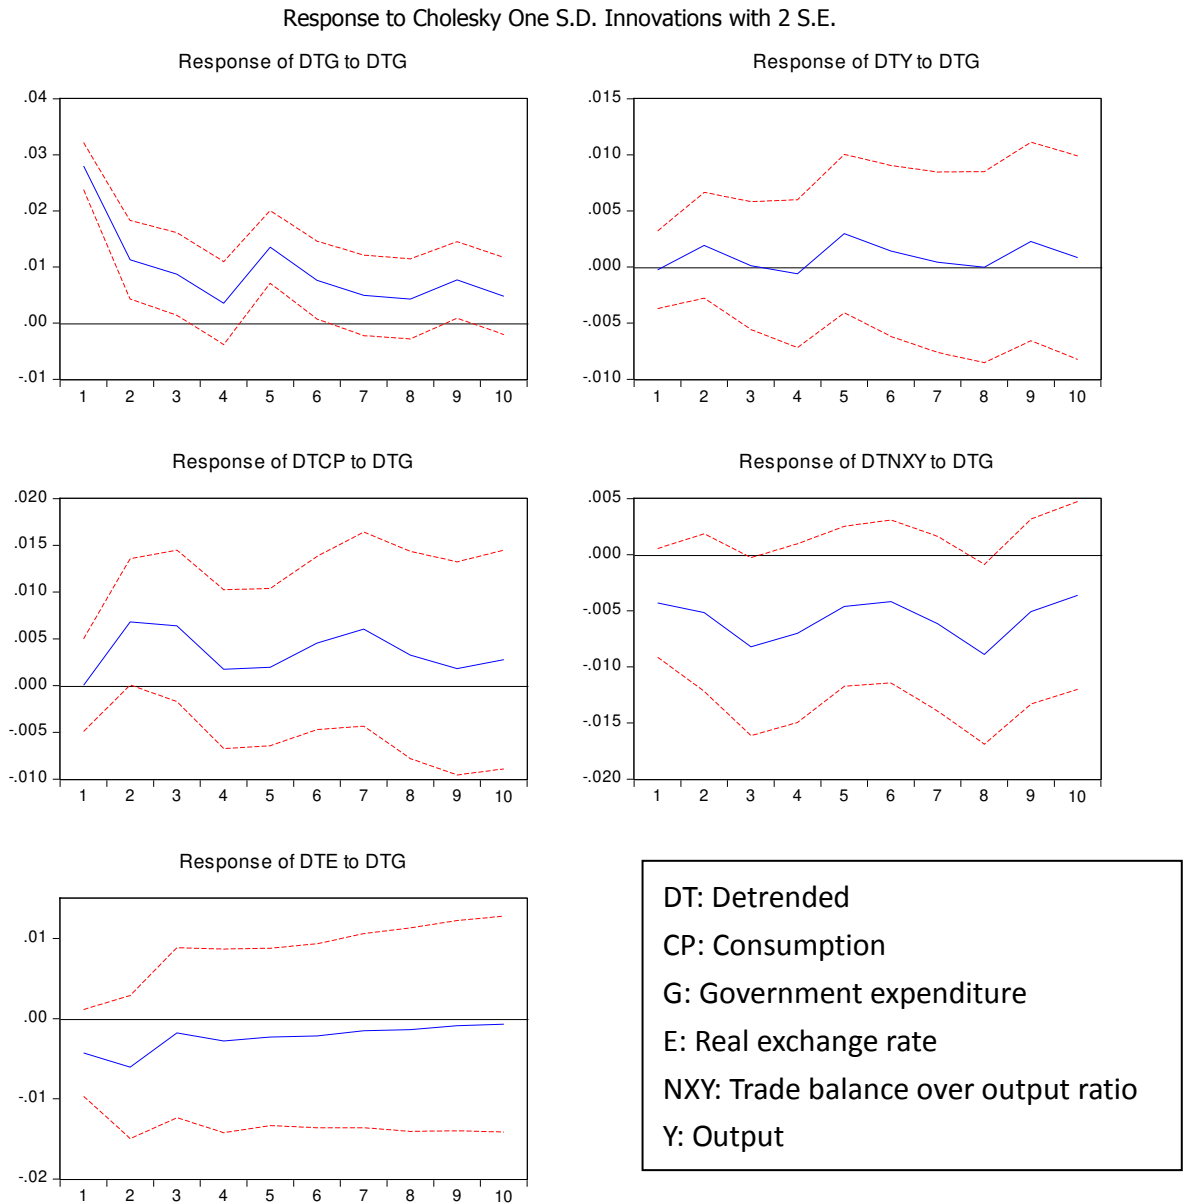 Response to Cholesky One S.D. Innovations with 2 S.E.
Response of DTG to DTG
.04
.03
.02
.01
.00
-.01
1 2 3 4 5 6 7 8 9 10
Response of DTY to DTG
.015
.010
.005
.000
-.005
-.010
1 2 3 4 5 6 7 8 9 10
Response of DTCP to DTG
.020
.015
.010
.005
.000
-.005
-.010
1 2 3 4 5 6 7 8 9 10
Response of DTNXY to DTG
.005
.000
-.005
-.010
-.015
-.020
1 2 3 4 5 6 7 8 9 10
Response of DTE to DTG
.01
.00
-.01
-.02
1 2 3 4 5 6 7 8 9 10
DT: Detrended
CP: Consumption
G: Government expenditure
E: Real exchange rate
NXY: Trade balance over output ratio
Y: Output